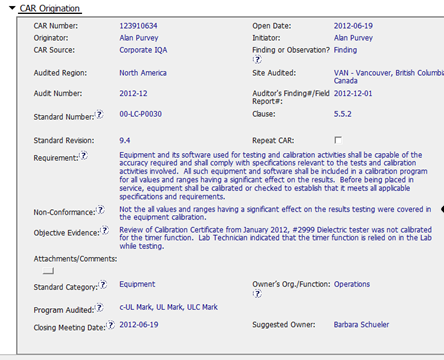 CAR Origination
CAR Number: 123910634 Open Date: 2012-06-19
Originator: Alan Purvey Initiator: Alan Purvey
CAR Source: Corporate IQA Finding or Observation? Finding
?
Audited Region: North America Site Audited: VAN - Vancouver, British Columbia
Canada
Audit Number: 2012-12 Auditor's Finding#/Field 2012-12-01
Report#:
Standard Number:? 00-LC-P0030 Clause: 5.5.2
Standard Revision: 9.4 Repeat CAR:
Requirement:? Equipment and its software used for testing and calibration activities shall be capable of the
accuracy required and shall comply with specifications relevant to the tests and calibration
activities involved. All such equipment and software shall be included in a calibration program
for all values and ranges having a significant effect on the results. Before being placed in
service, equipment shall be calibrated or checked to establish that it meets all applicable
specifications and requirements.
Non-Conformance:? Not the all values and ranges having a significant effect on the results testing were covered in
the equipment calibration.
Objective Evidence:? Review of Calibration Certificate from January 2012, #2999 Dielectric tester was not calibrated
for the timer function. Lab Technician indicated that the timer function is relied on in the Lab
while testing.
Attachments/Comments:
?
Standard Category:? Equipment Owner's Org./Function: Operations
?
Program Audited:? c-UL Mark, UL Mark, ULC Mark
Closing Meeting Date:? 2012-06-19 Suggested Owner: Barbara Schueler